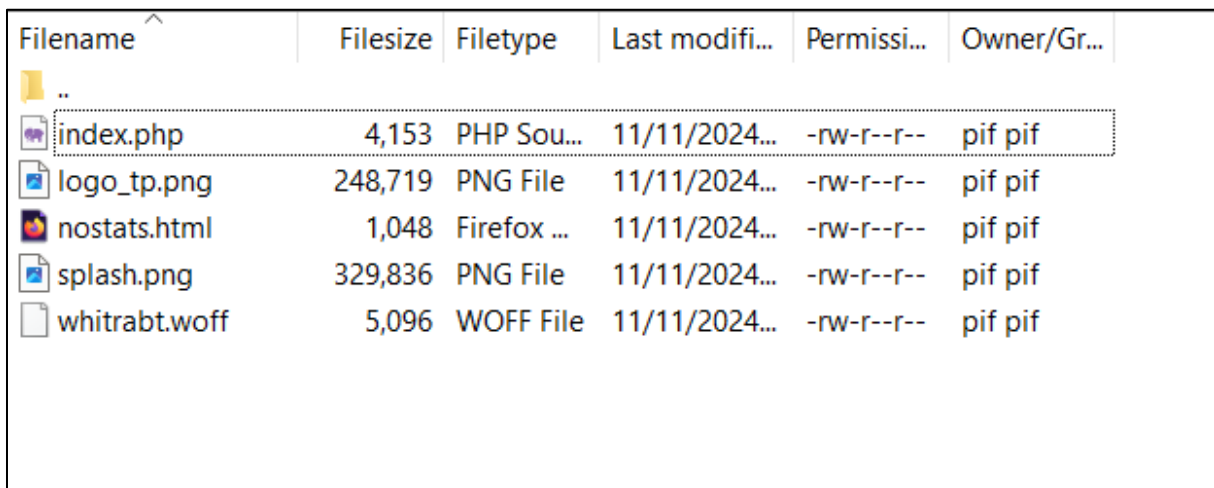 Filename Filesize Filetype Last modifi... Permissi... Owner/Gr...
..
index.php 4,153 PHP Sou... 11/11/2024... -rw-r--r-- pif pif
logo_tp.png 248,719 PNG File 11/11/2024... -rw-r--r-- pif pif
nostats.html 1,048 Firefox ... 11/11/2024... -rw-r--r-- pif pif
splash.png 329,836 PNG File 11/11/2024... -rw-r--r-- pif pif
whitrabt.woff 5,096 WOFF File 11/11/2024... -rw-r--r-- pif pif